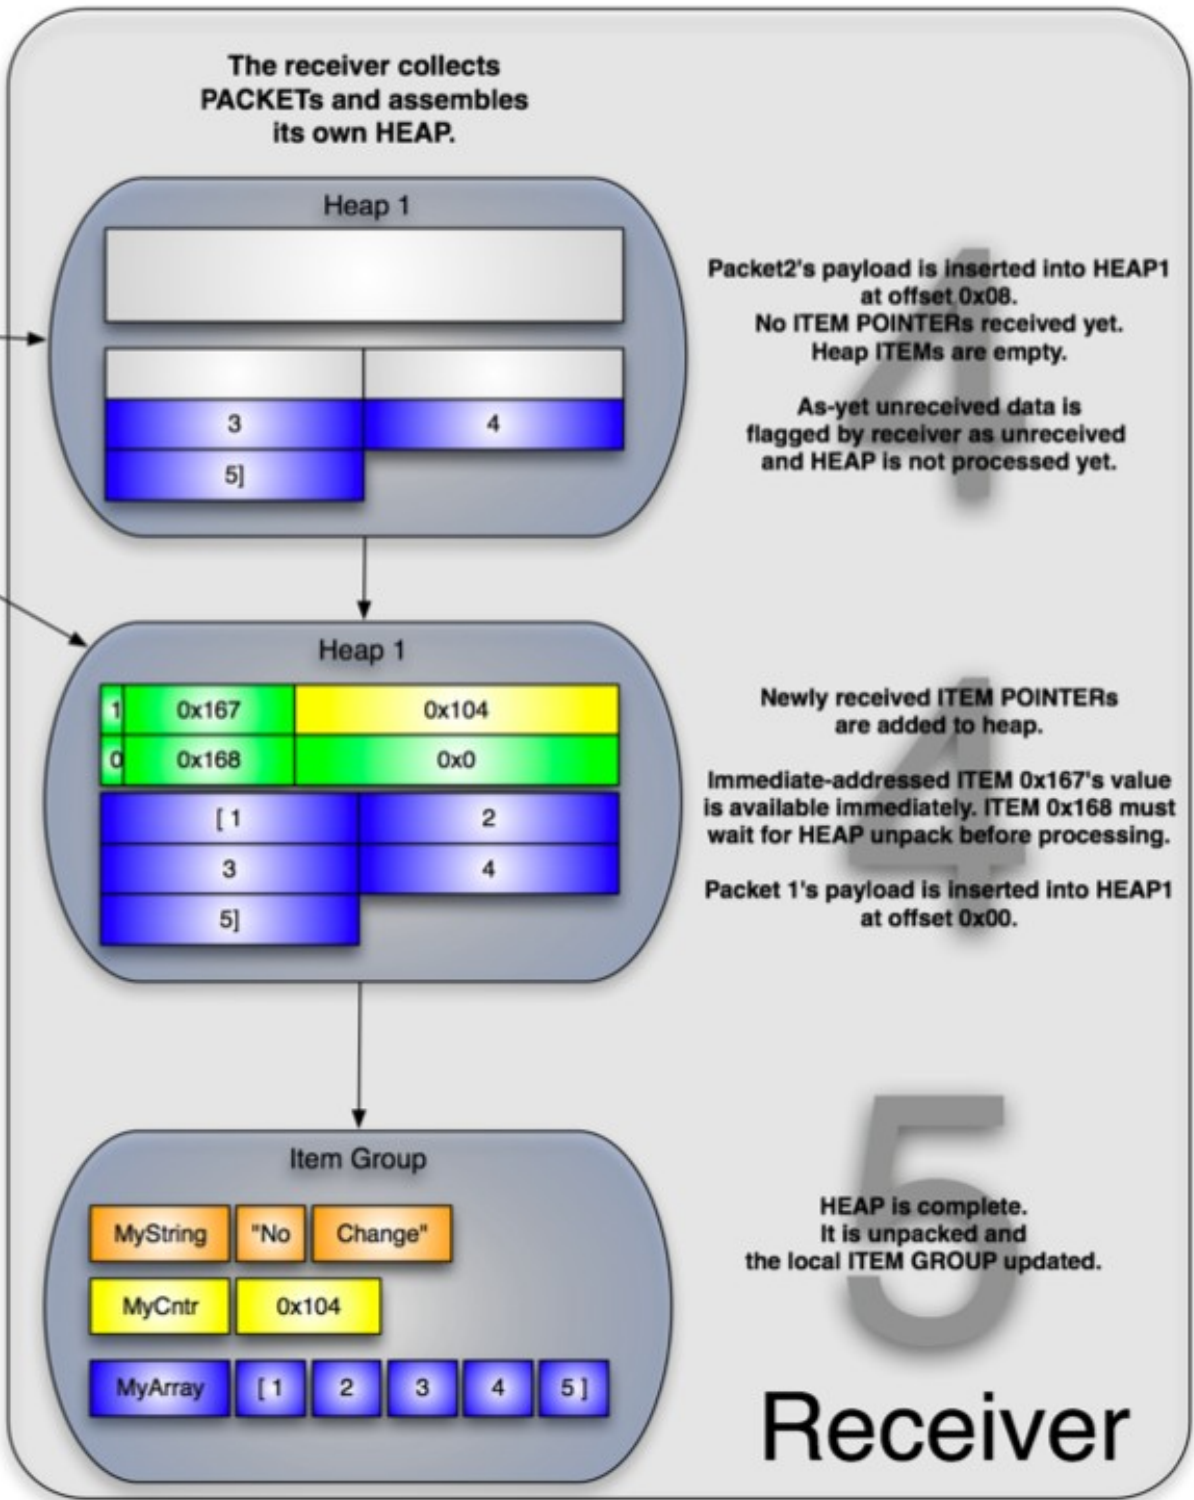 The receiver collects
PACKETs and assembles
its own HEAP.
Heap 1
3 4
5]
4
Packet2's payload is inserted into HEAP1
at offset 0x08.
No ITEM POINTERs received yet.
Heap ITEMs are empty.
As-yet unreceived data is
flagged by receiver as unreceived
and HEAP is not processed yet.
Heap 1
1 0x167 0x104
0 0x168 0x0
[ 1 2
3 4
5]
4
Newly received ITEM POINTERs
are added to heap.
Immediate-addressed ITEM 0x167's value
is available immediately. ITEM 0x168 must
wait for HEAP unpack before processing.
Packet 1's payload is inserted into HEAP1
at offset 0x00.
Item Group
MyString "No Change"
MyCntr 0x104
MyArray [ 1 2 3 4 5 ]
5
HEAP is complete.
It is unpacked and
the local ITEM GROUP updated.
Receiver